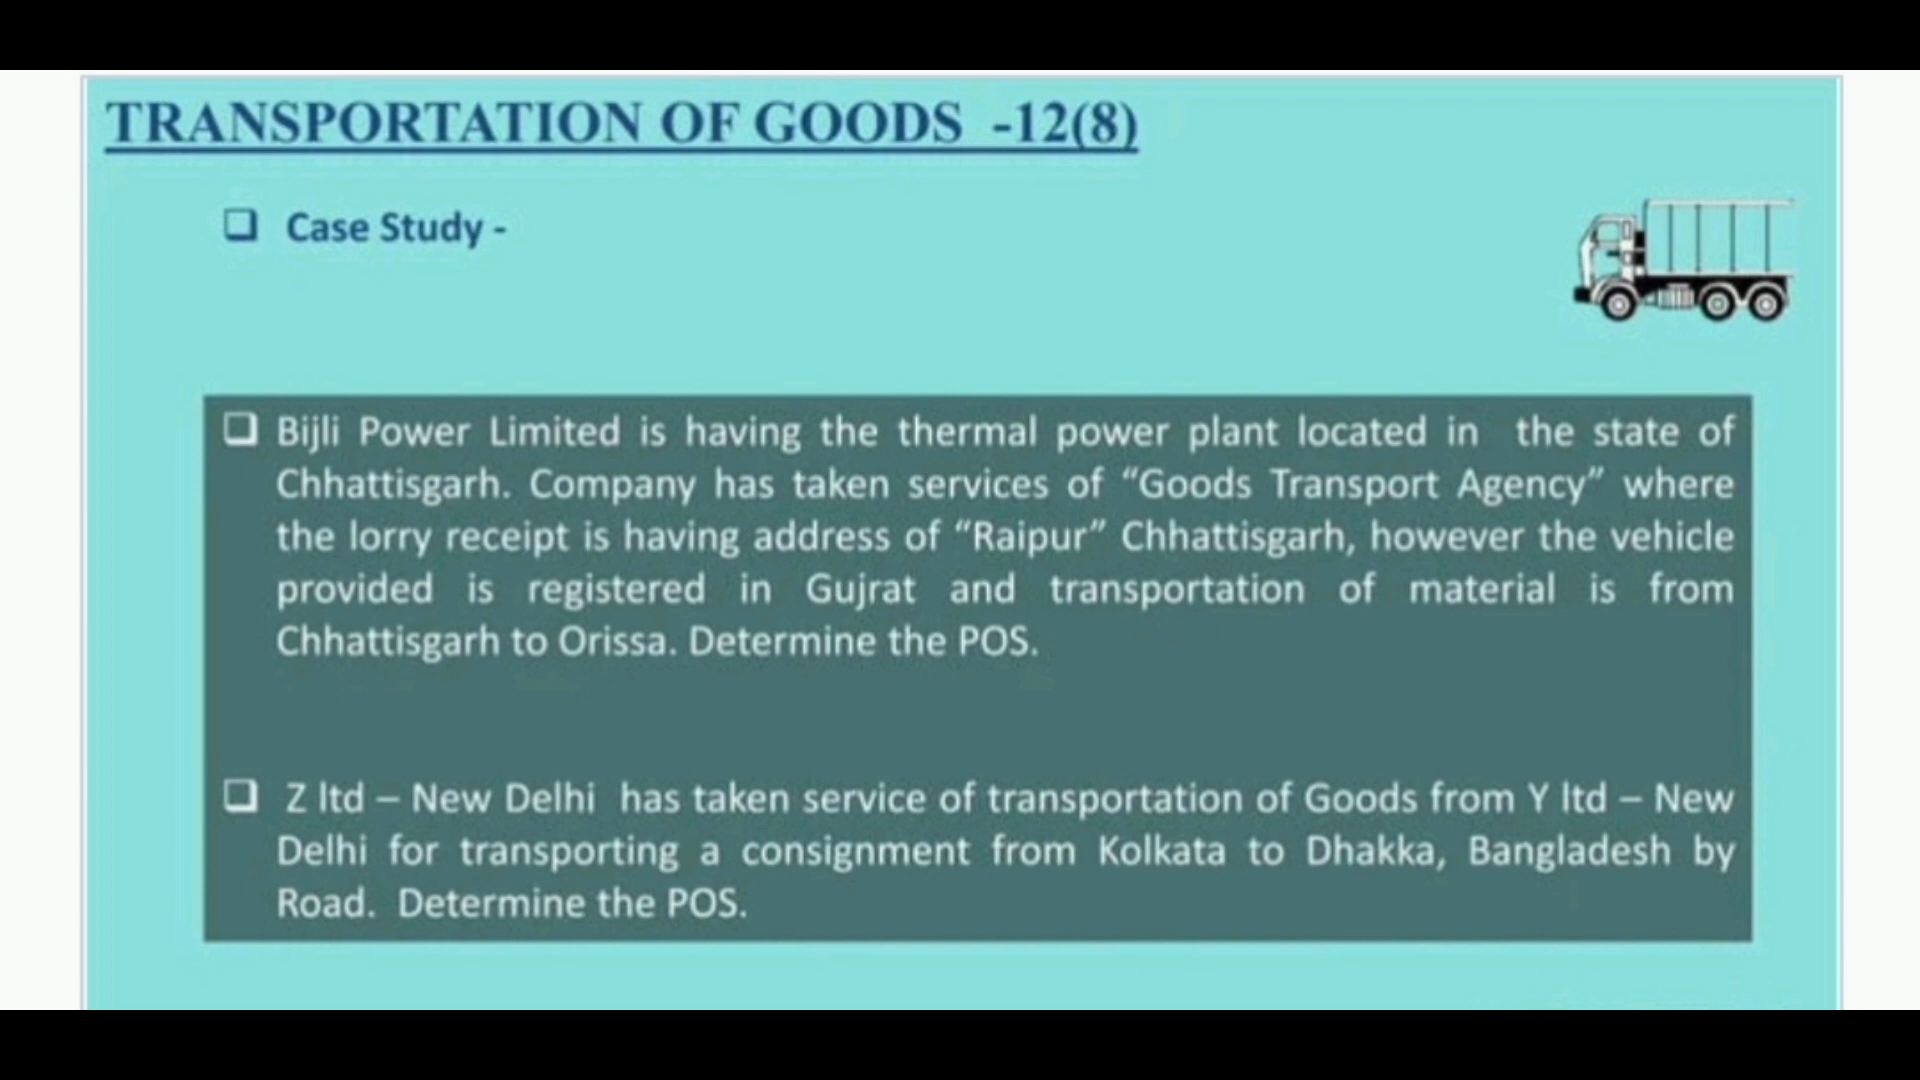 TRANSPORTATION OF GOODS -12(8)
Case Study -
Bijli Power Limited is having the thermal power plant located in the state of
Chhattisgarh. Company has taken services of “Goods Transport Agency” where
the lorry receipt is having address of “Raipur” Chhattisgarh, however the vehicle
provided is registered in Gujrat and transportation of material is from
Chhattisgarh to Orissa. Determine the POS.
Z ltd – New Delhi has taken service of transportation of Goods from Y ltd – New
Delhi for transporting a consignment from Kolkata to Dhakka, Bangladesh by
Road. Determine the POS.